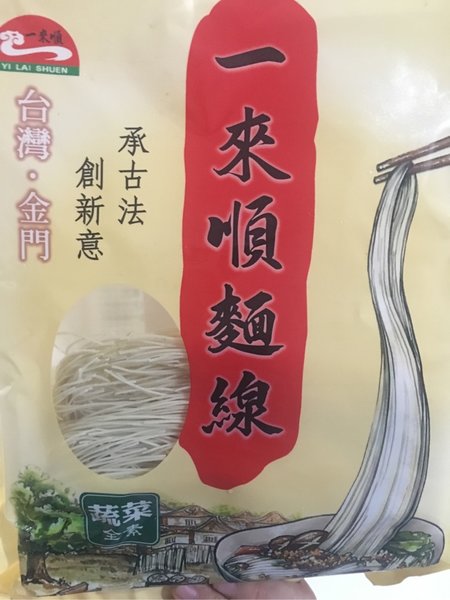 一來順
YI LAI SHUEN
一來順麵線
承古法
創新意
台灣·金門
蔬菜
全素